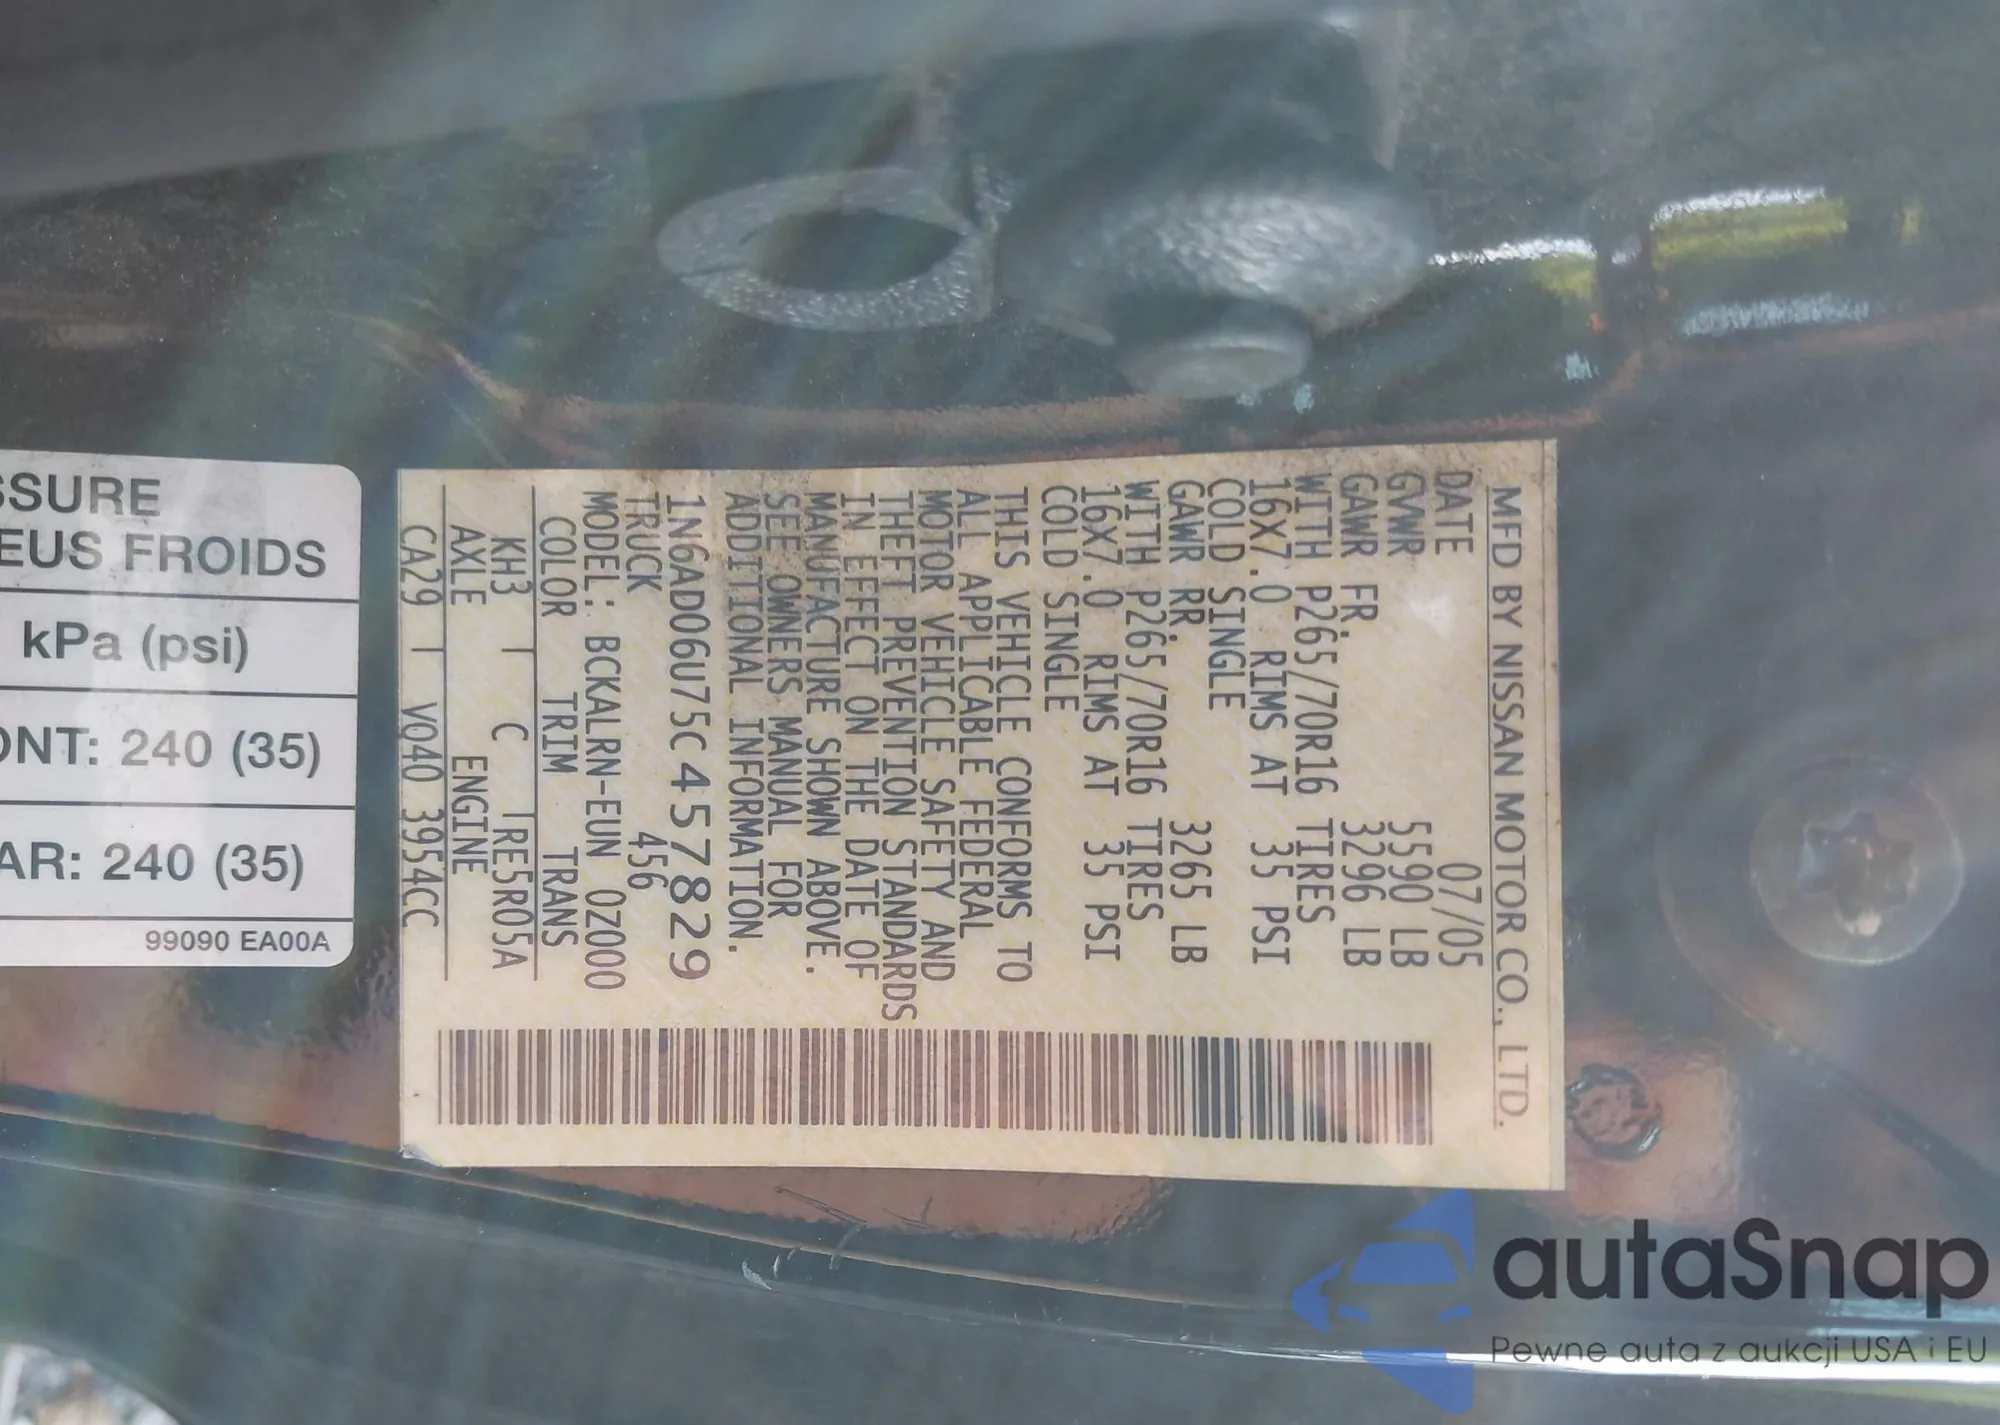 MFD BY NISSAN MOTOR CO., LTD.
DATE 07/05
GVWR 5590 LB
GAWR FR. 3296 LB
WITH P265/70R16 TIRES
16X7.0 RIMS AT 35 PSI
COLD SINGLE
GAWR RR. 3265 LB
WITH P265/70R16 TIRES
16X7.0 RIMS AT 35 PSI
COLD SINGLE
THIS VEHICLE CONFORMS TO
ALL APPLICABLE FEDERAL
MOTOR VEHICLE SAFETY AND
THEFT PREVENTION STANDARDS
IN EFFECT ON THE DATE OF
MANUFACTURE SHOWN ABOVE.
SEE OWNERS MANUAL FOR
ADDITIONAL INFORMATION.
1N6AD06U75C457829
TRUCK 456
MODEL: BCKALRN-EUN 0Z000
COLOR TRIM TRANS
KH3 C RE5R05A
AXLE ENGINE
CA29 VQ40 3954CC
SSURE
EUS FROIDS
kPa (psi)
ONT: 240 (35)
AR: 240 (35)
99090 EA00A
autaSnap
Pewne auta z aukcji USA i EU